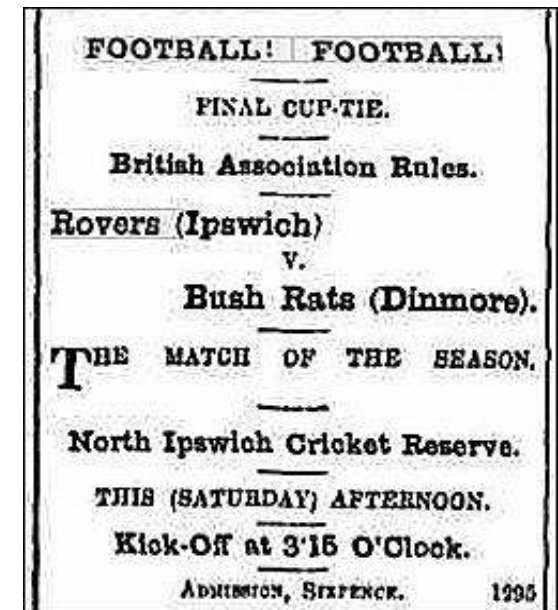 FOOTBALL! FOOTBALL!
FINAL CUP-TIE.
British Association Rules.
Rovers (Ipswich)
v.
Bush Rats (Dinmore).
THE MATCH OF THE SEASON.
North Ipswich Cricket Reserve.
THIS (SATURDAY) AFTERNOON.
Kick-Off at 3·15 O'Clock.
ADMISSION, SIXPENCE. 1295